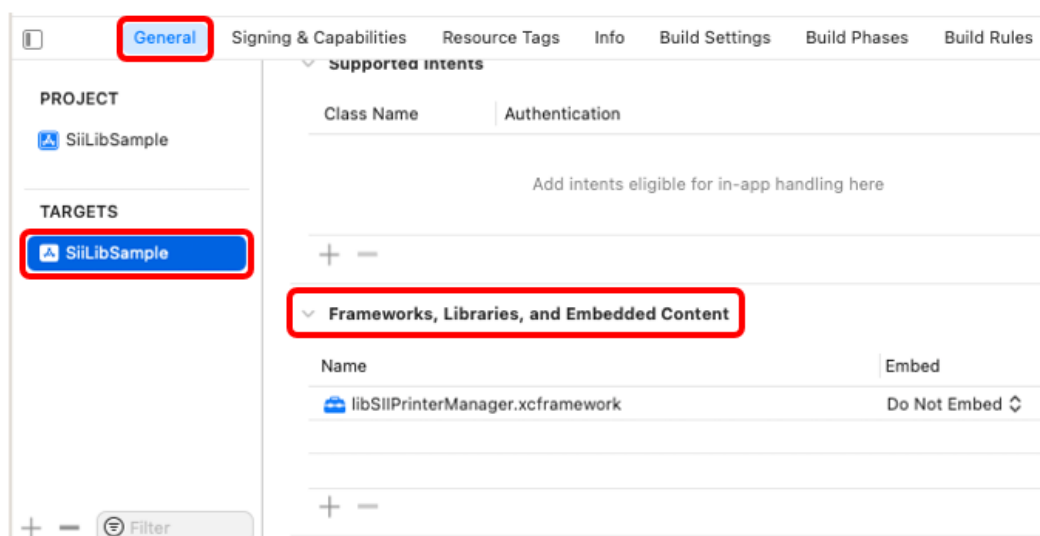 General Signing & Capabilities Resource Tags Info Build Settings Build Phases Build Rules
Supported Intents
PROJECT
Class Name Authentication
SiiLibSample
Add intents eligible for in-app handling here
TARGETS
SiiLibSample
Frameworks, Libraries, and Embedded Content
Name Embed
libSIIPrinterManager.xcframework Do Not Embed
Filter